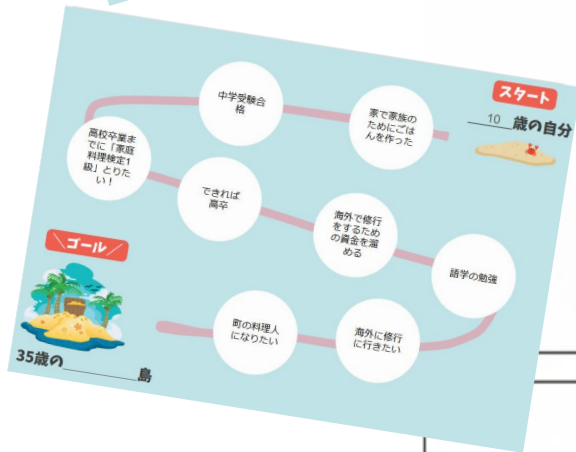 スタート
10 歳の自分
家で家族の
ためにごは
んを作った
中学受験合
格
高校卒業ま
でに「家庭
料理検定1
級」とりた
い！
できれば
高卒
海外で修行
をするため
の資金を溜
める
語学の勉強
海外に修行
に行きたい
町の料理人
になりたい
ゴール
35歳の＿＿＿＿＿島